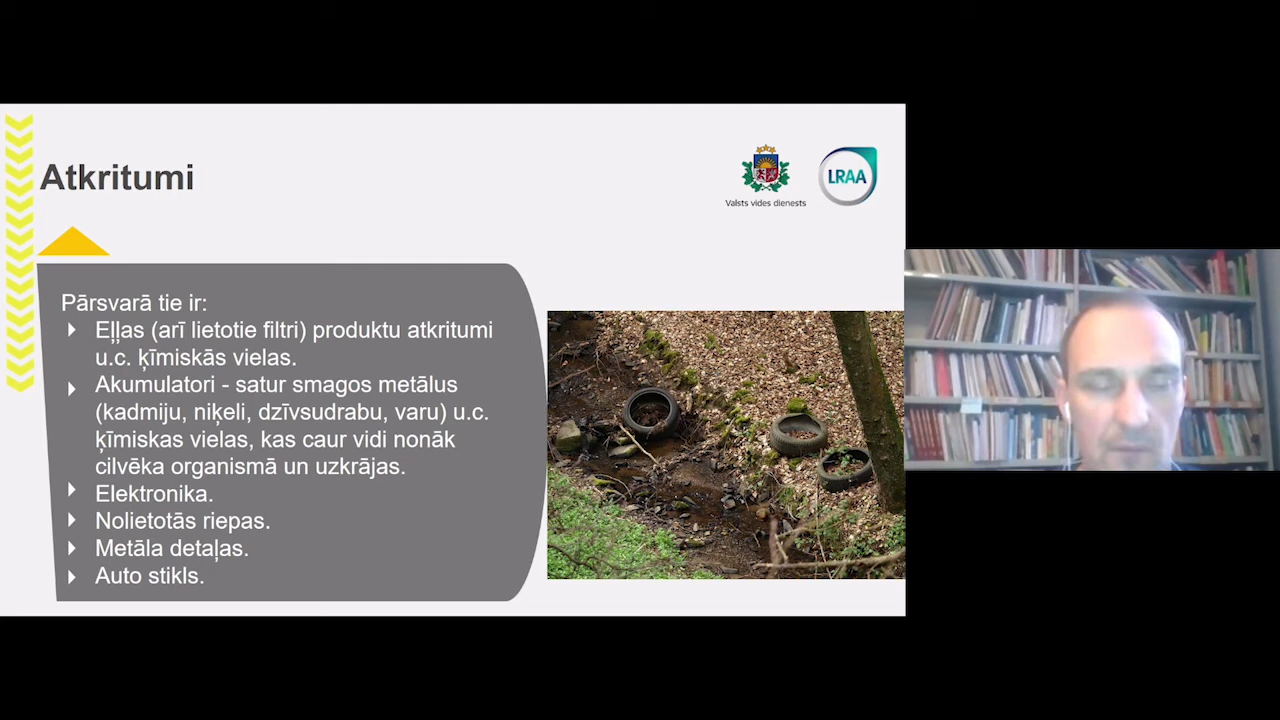 Atkritumi
Valsts vides dienests
LRAA
Pārsvarā tie ir:
Eļļas (arī lietotie filtri) produktu atkritumi
u.c. ķīmiskās vielas.
Akumulatori - satur smagos metālus
(kadmiju, niķeli, dzīvsudrabu, varu) u.c.
ķīmiskas vielas, kas caur vidi nonāk
cilvēka organismā un uzkrājas.
Elektronika.
Nolietotās riepas.
Metāla detaļas.
Auto stikls.